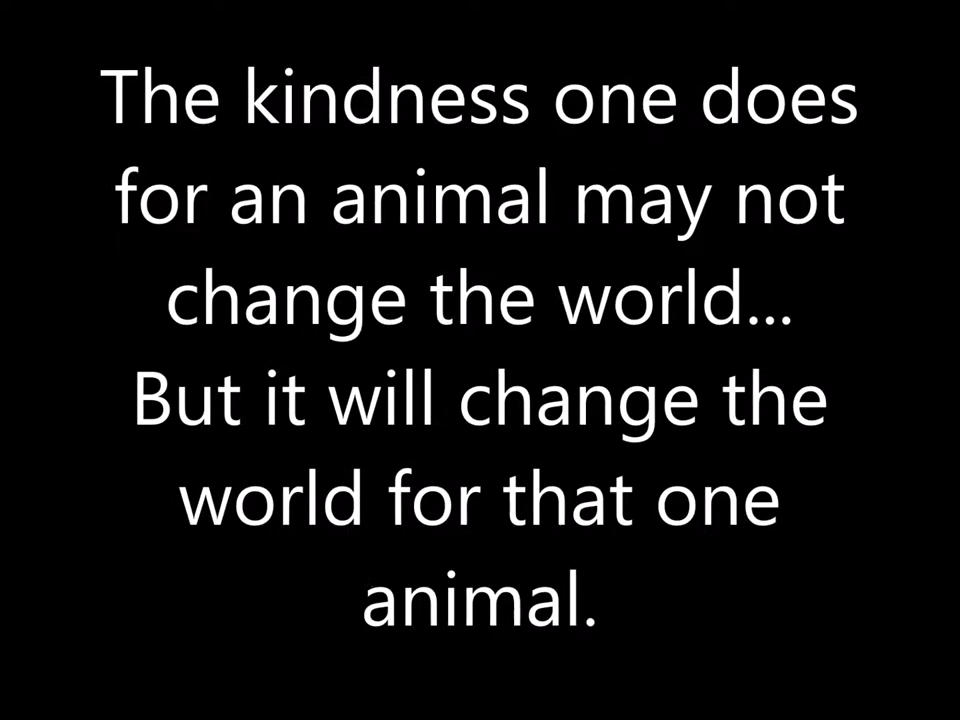 The kindness one does
for an animal may not
change the world...
But it will change the
world for that one
animal.